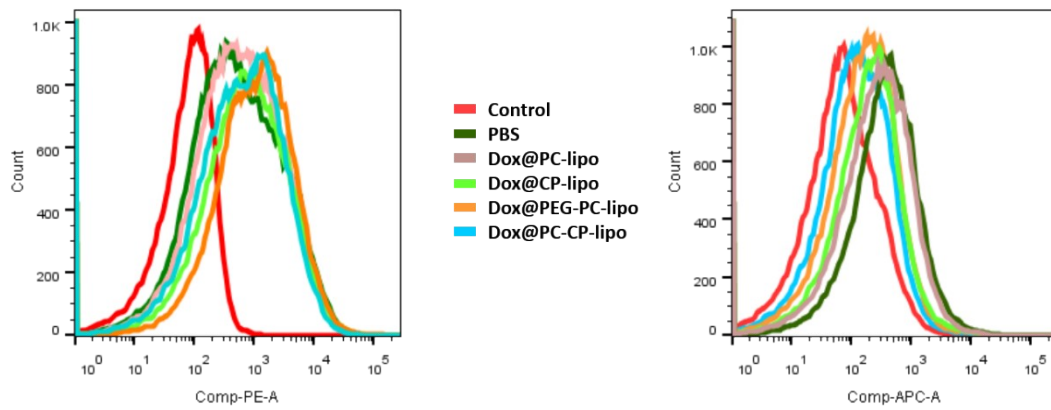 1.0K
800
600
400
200
0
Count
10^0 10^1 10^2 10^3 10^4 10^5
Comp-PE-A
Control
PBS
Dox@PC-lipo
Dox@CP-lipo
Dox@PEG-PC-lipo
Dox@PC-CP-lipo
1.0K
800
600
400
200
0
Count
10^0 10^1 10^2 10^3 10^4 10^5
Comp-APC-A